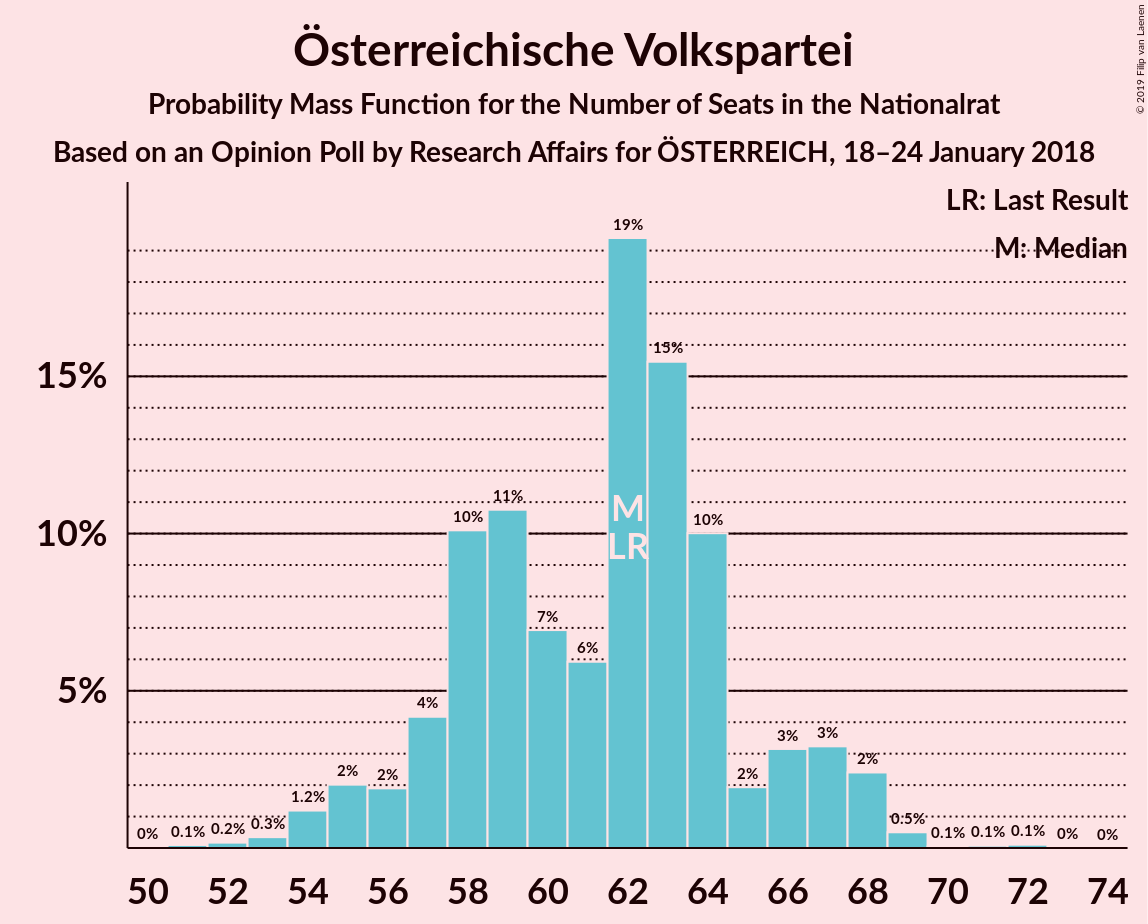 Österreichische Volkspartei
Probability Mass Function for the Number of Seats in the Nationalrat
Based on an Opinion Poll by Research Affairs for ÖSTERREICH, 18–24 January 2018
© 2019 Filip van Laenen
LR: Last Result
M: Median
15%
10%
5%
0% 0.1% 0.2% 0.3% 1.2% 2% 2% 4% 10% 11% 7% 6% 19% 15% 10% 2% 3% 3% 2% 0.5% 0.1% 0.1% 0.1% 0% 0%
M
LR
50 52 54 56 58 60 62 64 66 68 70 72 74